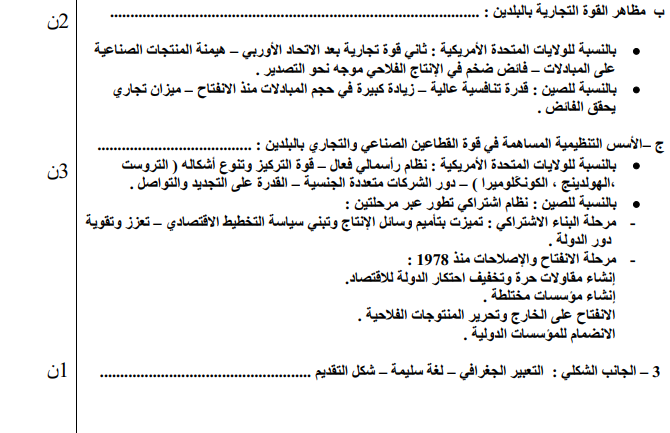 ب مظاهر القوة التجارية بالبلدين : ........................................................................................... 2ن
● بالنسبة للولايات المتحدة الأمريكية : ثاني قوة تجارية بعد الاتحاد الأوربي – هيمنة المنتجات الصناعية
على المبادلات – فائض ضخم في الإنتاج الفلاحي موجه نحو التصدير .
● بالنسبة للصين : قدرة تنافسية عالية – زيادة كبيرة في حجم المبادلات منذ الانفتاح – ميزان تجاري
يحقق الفائض .
ج –الأسس التنظيمية المساهمة في قوة القطاعين الصناعي والتجاري بالبلدين : ...................................... 3ن
● بالنسبة للولايات المتحدة الأمريكية : نظام رأسمالي فعال – قوة التركيز وتنوع أشكاله ( التروست
،الهولدينج ، الكونگلوميرا ) – دور الشركات متعددة الجنسية – القدرة على التجديد والتواصل .
● بالنسبة للصين : نظام اشتراكي تطور عبر مرحلتين :
- مرحلة البناء الاشتراكي : تميزت بتأميم وسائل الإنتاج وتبني سياسة التخطيط الاقتصادي – تعزز وتقوية
دور الدولة .
- مرحلة الانفتاح والإصلاحات منذ 1978 :
إنشاء مقاولات حرة وتخفيف احتكار الدولة للاقتصاد.
إنشاء مؤسسات مختلطة .
الانفتاح على الخارج وتحرير المنتوجات الفلاحية .
الانضمام للمؤسسات الدولية .
3 – الجانب الشكلي : التعبير الجغرافي – لغة سليمة – شكل التقديم .................................................... 1ن